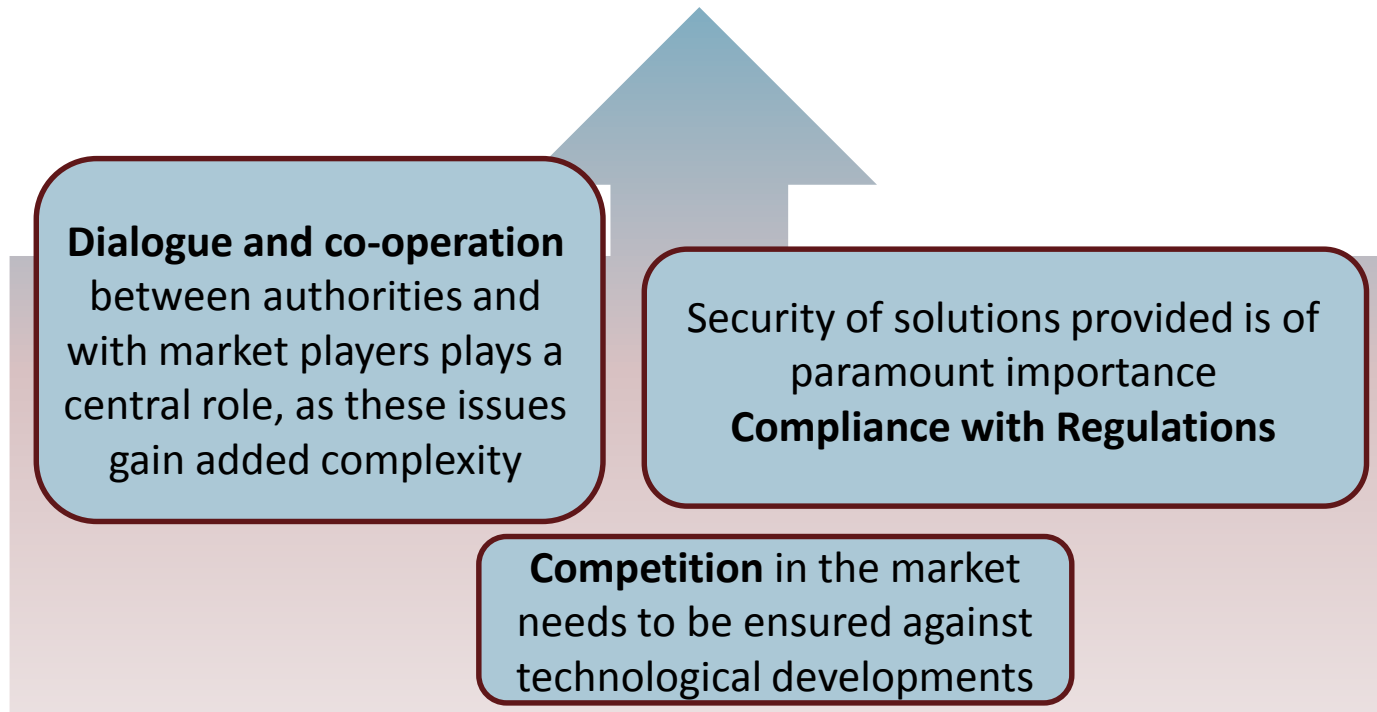 Dialogue and co-operation
between authorities and
with market players plays a
central role, as these issues
gain added complexity
Security of solutions provided is of
paramount importance
Compliance with Regulations
Competition in the market
needs to be ensured against
technological developments